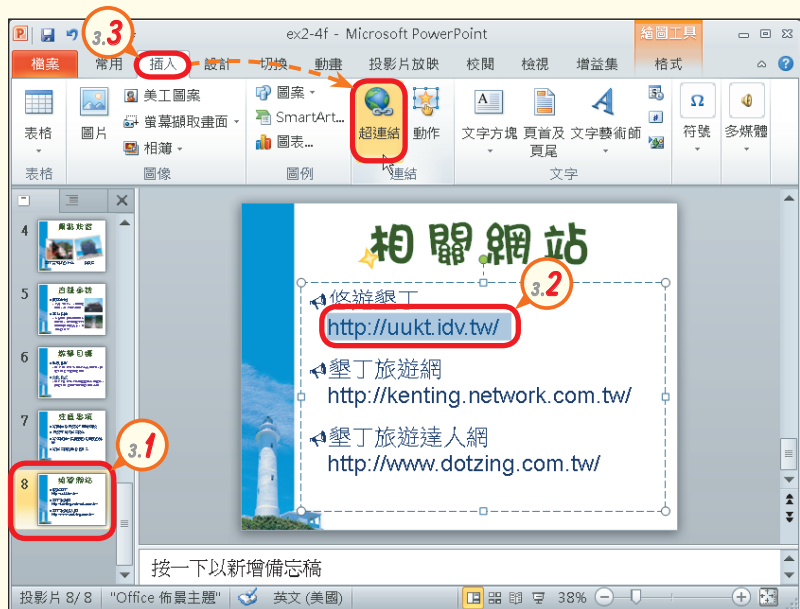 ex2-4f - Microsoft PowerPoint
繪圖工具
檔案 常用 插入 設計 切換 動畫 投影片放映 校閱 檢視 增益集 格式
3.3
表格
圖片
美工圖案
螢幕擷取畫面
相簿
圖案
SmartArt...
圖表...
超連結
動作
文字方塊
頁首及
頁尾
文字藝術師
符號
多媒體
表格 圖像 圖例 連結 文字
4
5
6
7
8
3.1
相關網站
3.2
悠遊墾丁
http://uukt.idv.tw/
墾丁旅遊網
http://kenting.network.com.tw/
墾丁旅遊達人網
http://www.dotzing.com.tw/
按一下以新增備忘稿
投影片 8/8 "Office 佈景主題" 英文 (美國) 38%